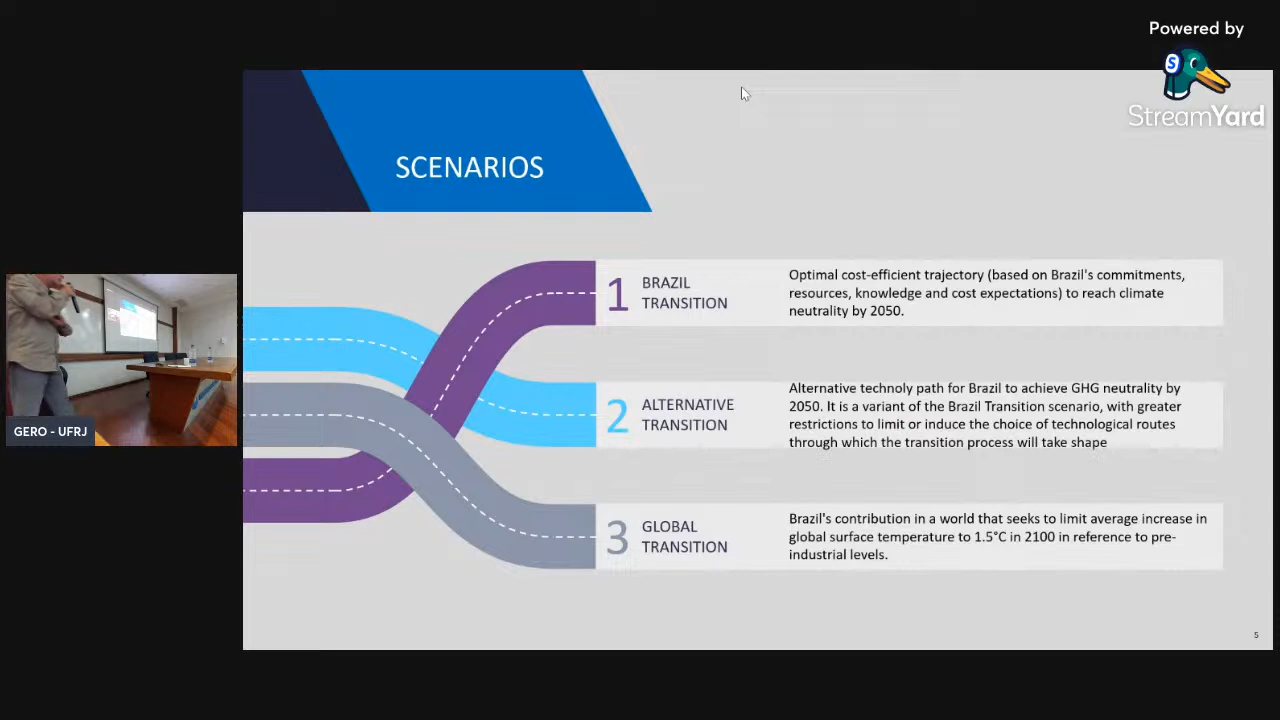 Powered by
StreamYard
SCENARIOS
1
BRAZIL
TRANSITION
Optimal cost-efficient trajectory (based on Brazil's commitments,
resources, knowledge and cost expectations) to reach climate
neutrality by 2050.
2
ALTERNATIVE
TRANSITION
Alternative technoly path for Brazil to achieve GHG neutrality by
2050. It is a variant of the Brazil Transition scenario, with greater
restrictions to limit or induce the choice of technological routes
through which the transition process will take shape
3
GLOBAL
TRANSITION
Brazil's contribution in a world that seeks to limit average increase in
global surface temperature to 1.5°C in 2100 in reference to pre-
industrial levels.
GERO - UFRJ
5